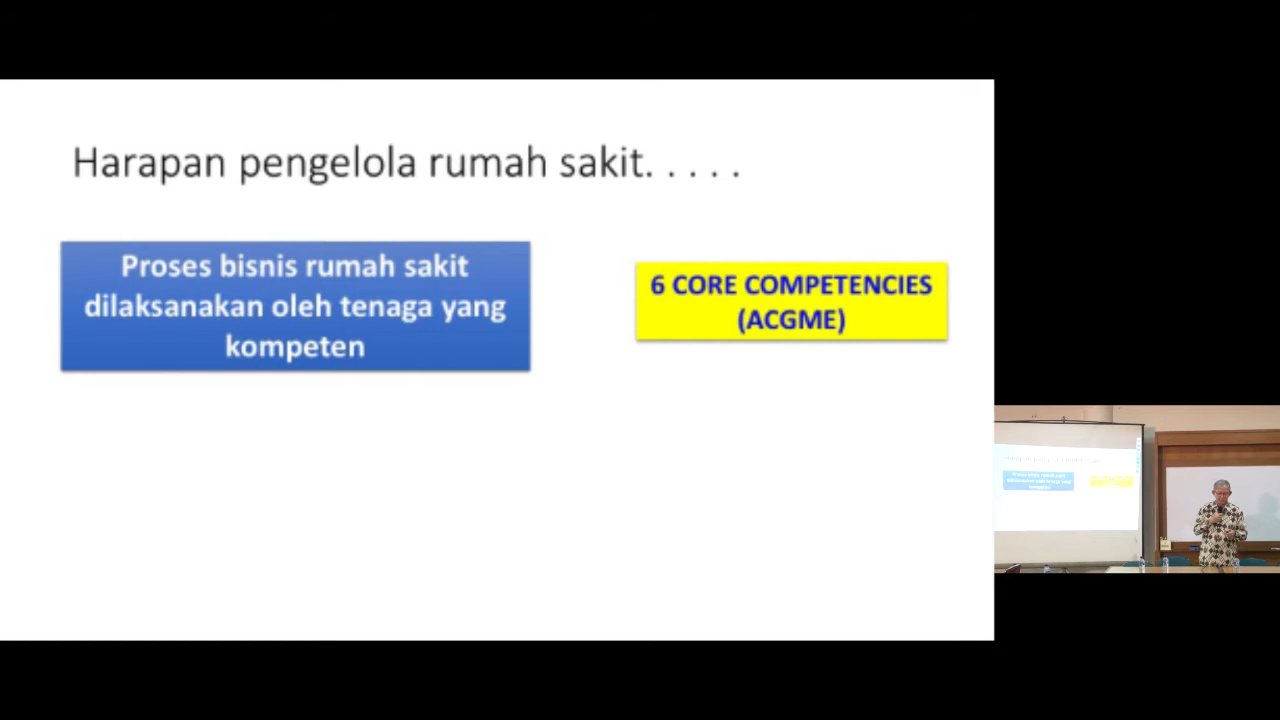 Harapan pengelola rumah sakit. . . . .
Proses bisnis rumah sakit
dilaksanakan oleh tenaga yang
kompeten
6 CORE COMPETENCIES
(ACGME)